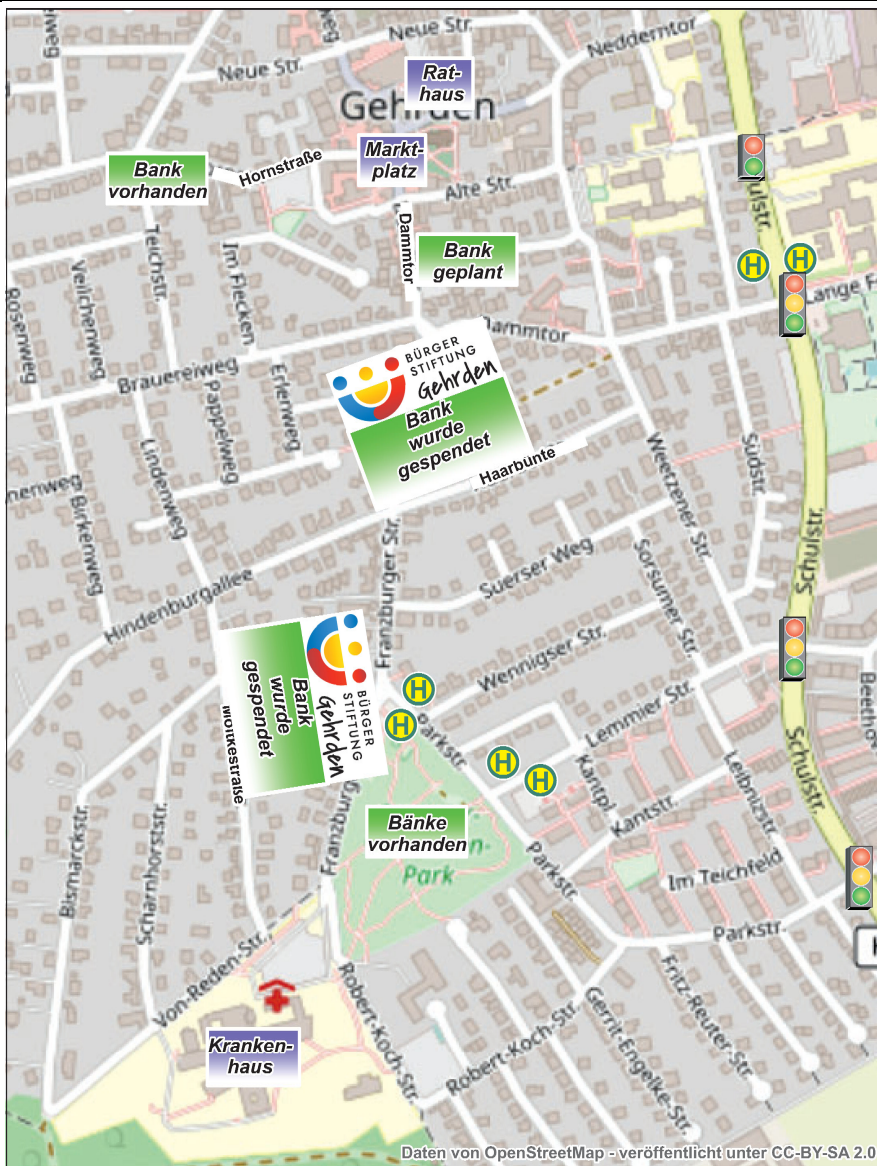 Neue Str.
Nedderntor
Neue Str.
Rat-
haus
Gehrden
Markt-
platz
Hornstraße
Bank
vorhanden
Alte Str.
Dammtor
Bank
geplant
H
H
Teichstr.
Im Flecken
Veilchenweg
Rosenweg
Dammtor
BÜRGER
STIFTUNG
Gehrden
Bank
wurde
gespendet
Brauereiweg
Erlenweg
Pappelweg
Haarbünte
Lindenweg
Birkenweg
Weetzener Str
Südstr.
Schulstr.
Franzburger Str.
Suerser Weg
Sorsumer Str.
Hindenburgallee
Wennigser Str.
BÜRGER
STIFTUNG
Gehrden
Bank
wurde
gespendet
H
H
Moltkestraße
Parkstr.
Lemmier Str.
H
H
Kantpl.
Kantstr.
Leibnizstr.
Schulstr.
Bänke
vorhanden
Park
Parkstr.
Im Teichfeld
Bismarckstr.
Scharnhorststr.
Parkstr.
Von-Reden-Str.
Robert-Koch-Str.
Fritz-Reuter-Str.
Gerrit-Engelke-Str.
Robert-Koch-Str.
Kranken-
haus
Daten von OpenStreetMap - veröffentlicht unter CC-BY-SA 2.0